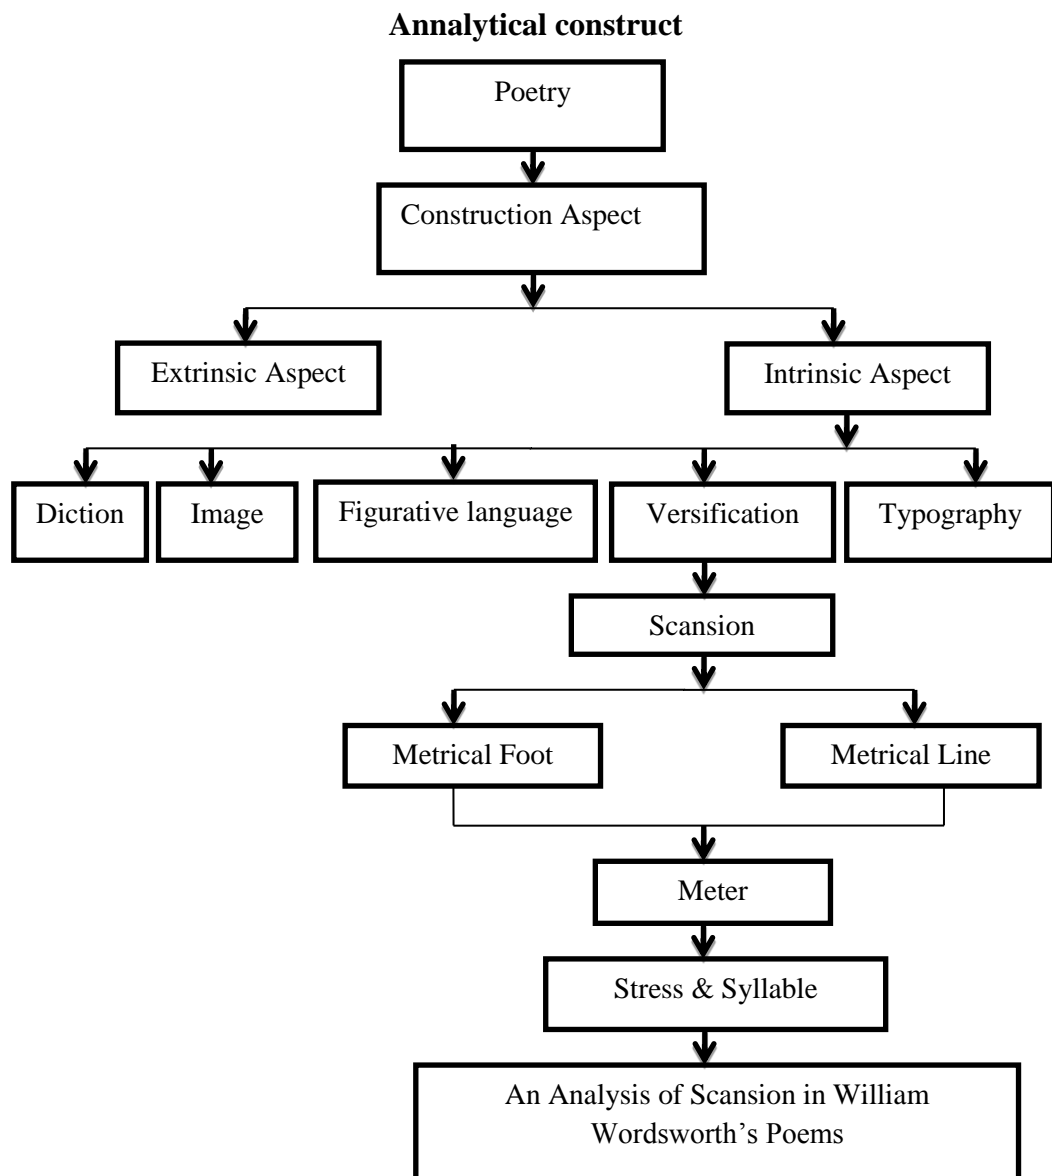 Annalytical construct
Poetry
Construction Aspect
Extrinsic Aspect
Intrinsic Aspect
Diction
Image
Figurative language
Versification
Typography
Scansion
Metrical Foot
Metrical Line
Meter
Stress & Syllable
An Analysis of Scansion in William
Wordsworth’s Poems